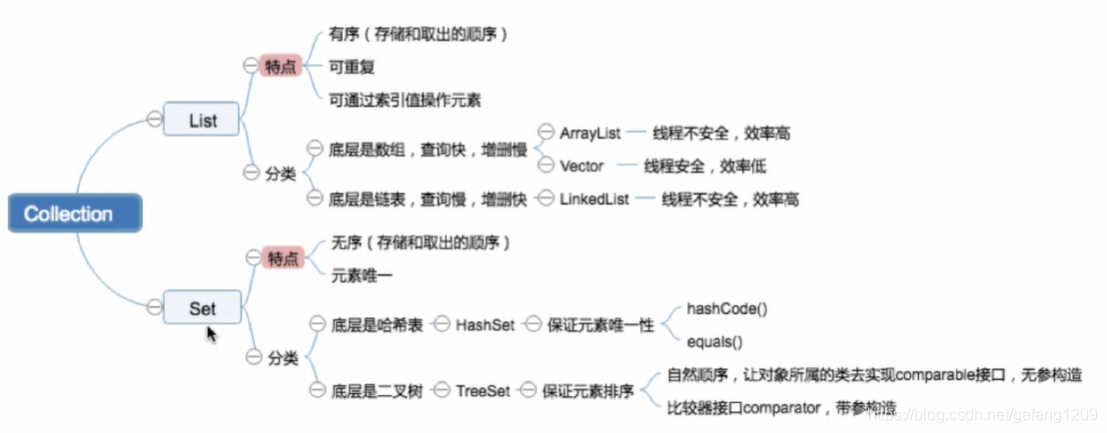 Collection
List
特点
有序（存储和取出的顺序）
可重复
可通过索引值操作元素
分类
底层是数组，查询快，增删慢
ArrayList
线程不安全，效率高
Vector
线程安全，效率低
底层是链表，查询慢，增删快
LinkedList
线程不安全，效率高
Set
特点
无序（存储和取出的顺序）
元素唯一
分类
底层是哈希表
HashSet
保证元素唯一性
hashCode()
equals()
底层是二叉树
TreeSet
保证元素排序
自然顺序，让对象所属的类去实现comparable接口，无参构造
比较器接口comparator，带参构造
https://blog.csdn.net/gefeng1209